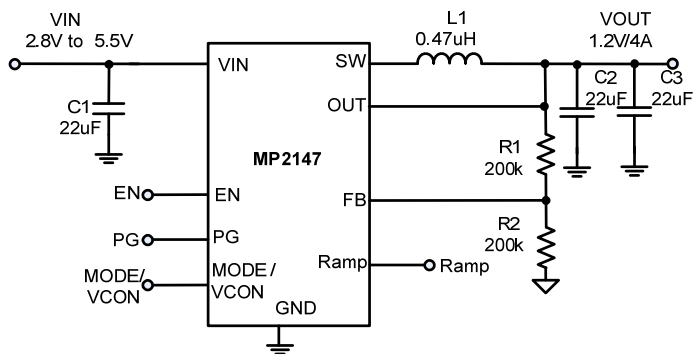 VIN
2.8V to 5.5V
L1
0.47uH
VOUT
1.2V/4A
VIN
SW
C1
22uF
C2
22uF
C3
22uF
OUT
MP2147
R1
200k
EN
EN
FB
PG
PG
R2
200k
MODE/
VCON
MODE/
VCON
Ramp
Ramp
GND